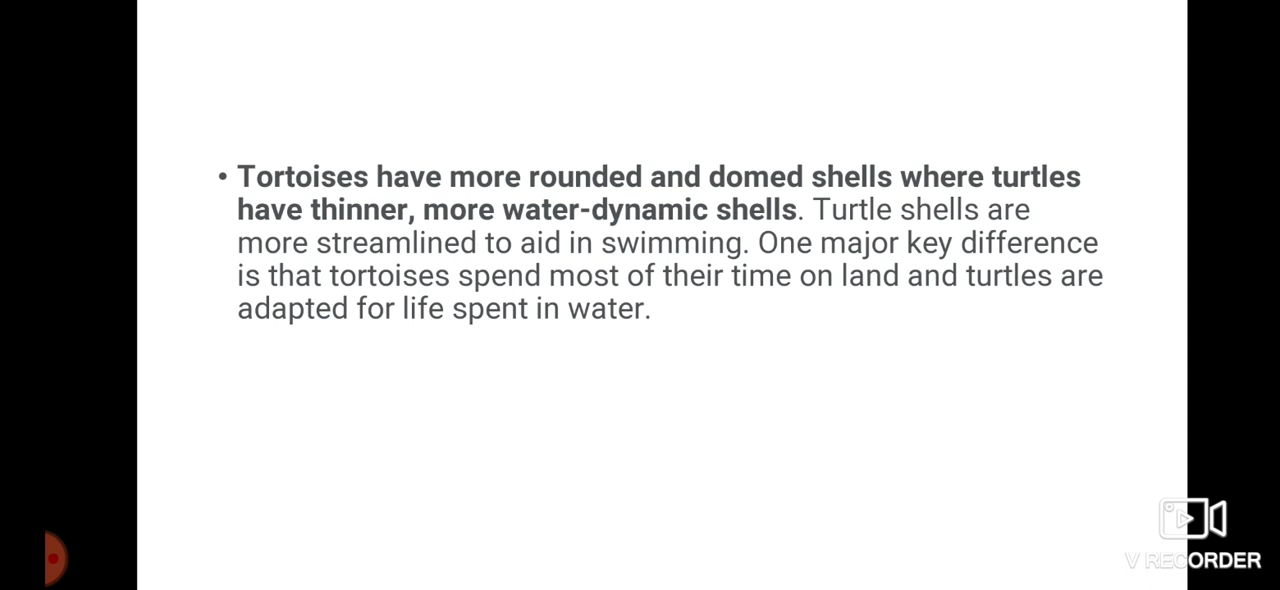 • Tortoises have more rounded and domed shells where turtles
have thinner, more water-dynamic shells. Turtle shells are
more streamlined to aid in swimming. One major key difference
is that tortoises spend most of their time on land and turtles are
adapted for life spent in water.
V RECORDER